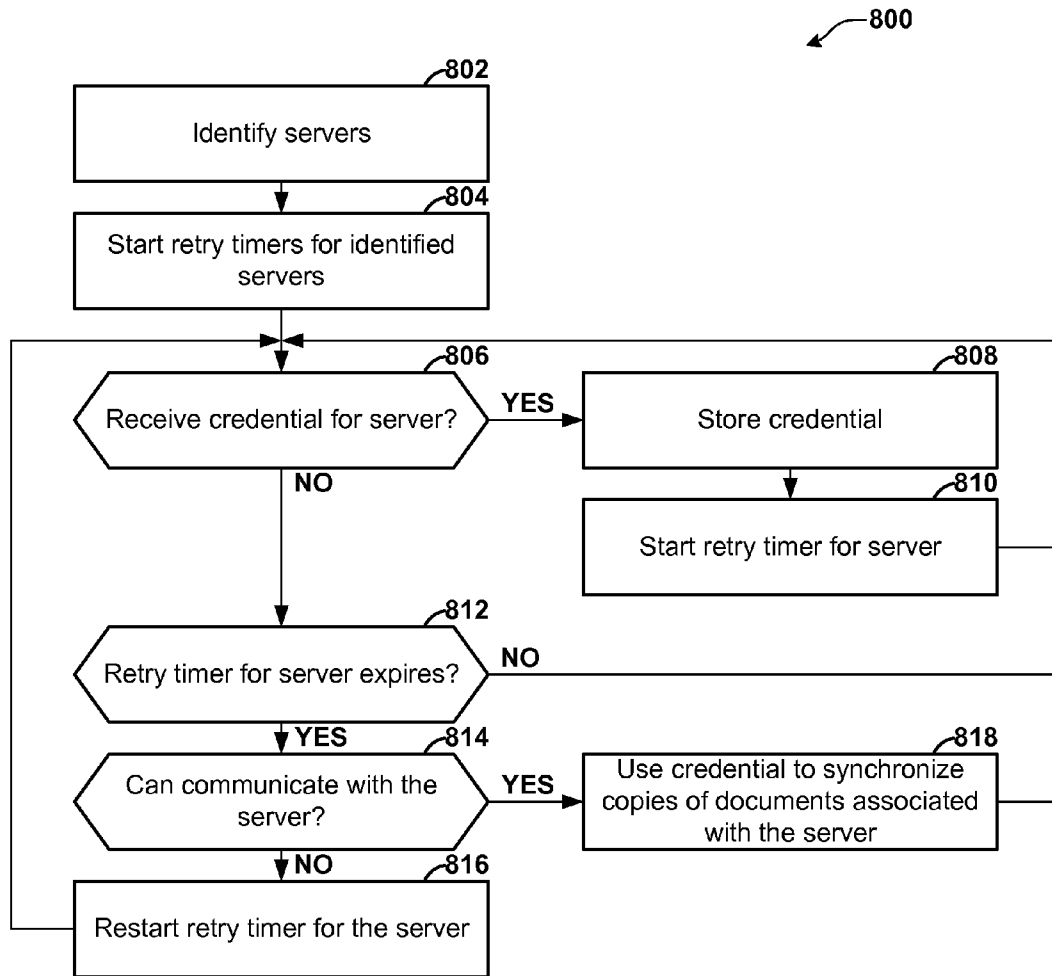 800
802
Identify servers
804
Start retry timers for identified
servers
806
Receive credential for server?
YES
NO
808
Store credential
810
Start retry timer for server
812
Retry timer for server expires?
NO
YES
814
Can communicate with the
server?
YES
NO
818
Use credential to synchronize
copies of documents associated
with the server
816
Restart retry timer for the server